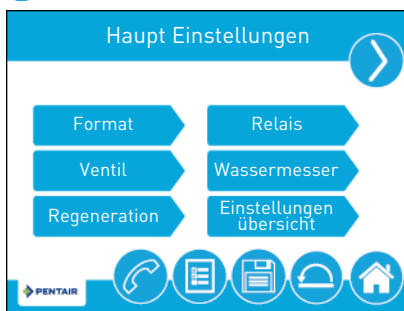 Haupt Einstellungen
Format
Relais
Ventil
Wassermesser
Regeneration
Einstellungen
übersicht
PENTAIR